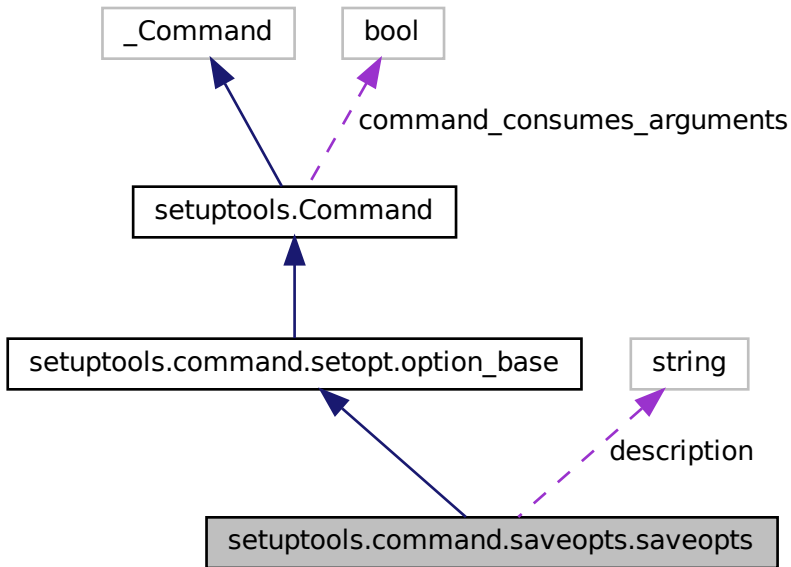 _Command
bool
command_consumes_arguments
setuptools.Command
setuptools.command.setopt.option_base
string
description
setuptools.command.saveopts.saveopts